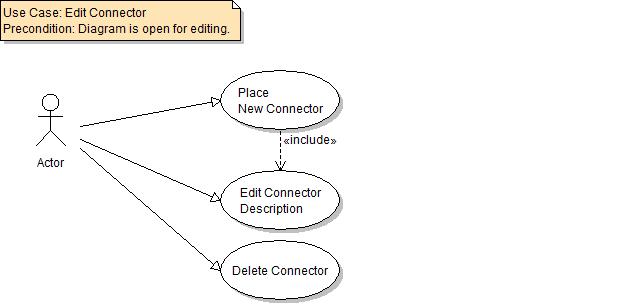 Use Case: Edit Connector
Precondition: Diagram is open for editing.
Place
New Connector
«include»
Actor
Edit Connector
Description
Delete Connector